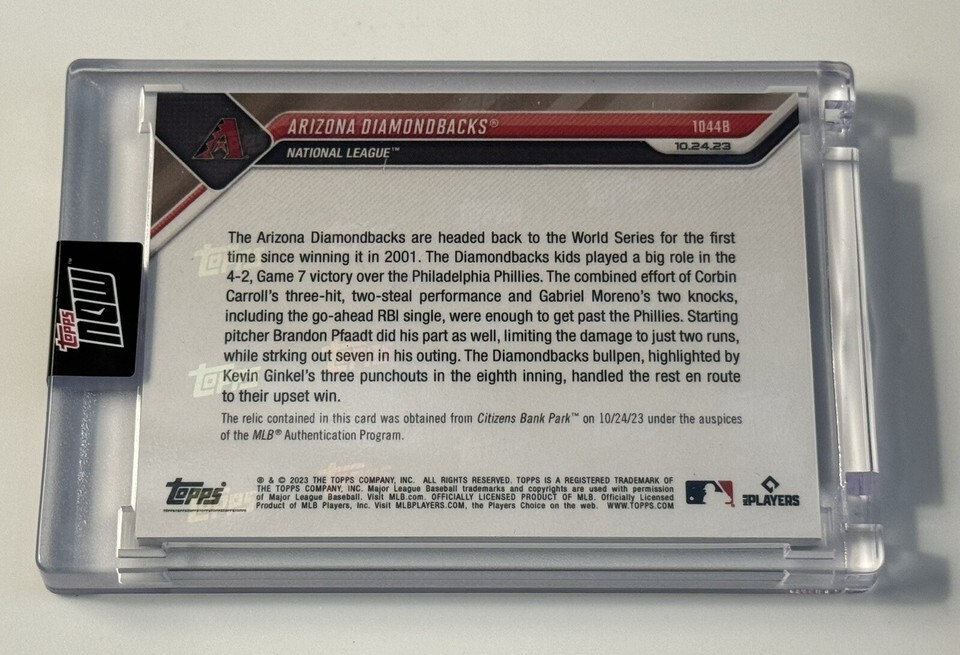 ARIZONA DIAMONDBACKS® 1044B
NATIONAL LEAGUE™ 10.24.23
The Arizona Diamondbacks are headed back to the World Series for the first
time since winning it in 2001. The Diamondbacks kids played a big role in the
4-2, Game 7 victory over the Philadelphia Phillies. The combined effort of Corbin
Carroll's three-hit, two-steal performance and Gabriel Moreno's two knocks,
including the go-ahead RBI single, were enough to get past the Phillies. Starting
pitcher Brandon Pfaadt did his part as well, limiting the damage to just two runs,
while strking out seven in his outing. The Diamondbacks bullpen, highlighted by
Kevin Ginkel's three punchouts in the eighth inning, handled the rest en route
to their upset win.
The relic contained in this card was obtained from Citizens Bank Park™ on 10/24/23 under the auspices
of the MLB® Authentication Program.
topps
® & © 2023 THE TOPPS COMPANY, INC. ALL RIGHTS RESERVED. TOPPS IS A REGISTERED TRADEMARK OF
THE TOPPS COMPANY, INC. Major League Baseball trademarks and copyrights are used with permission
of Major League Baseball. Visit MLB.com. OFFICIALLY LICENSED PRODUCT OF MLB. Officially Licensed
Product of MLB Players, Inc. Visit MLBPLAYERS.COM, the Players Choice on the web. WWW.TOPPS.COM
MLB PLAYERS
topps
NOW™